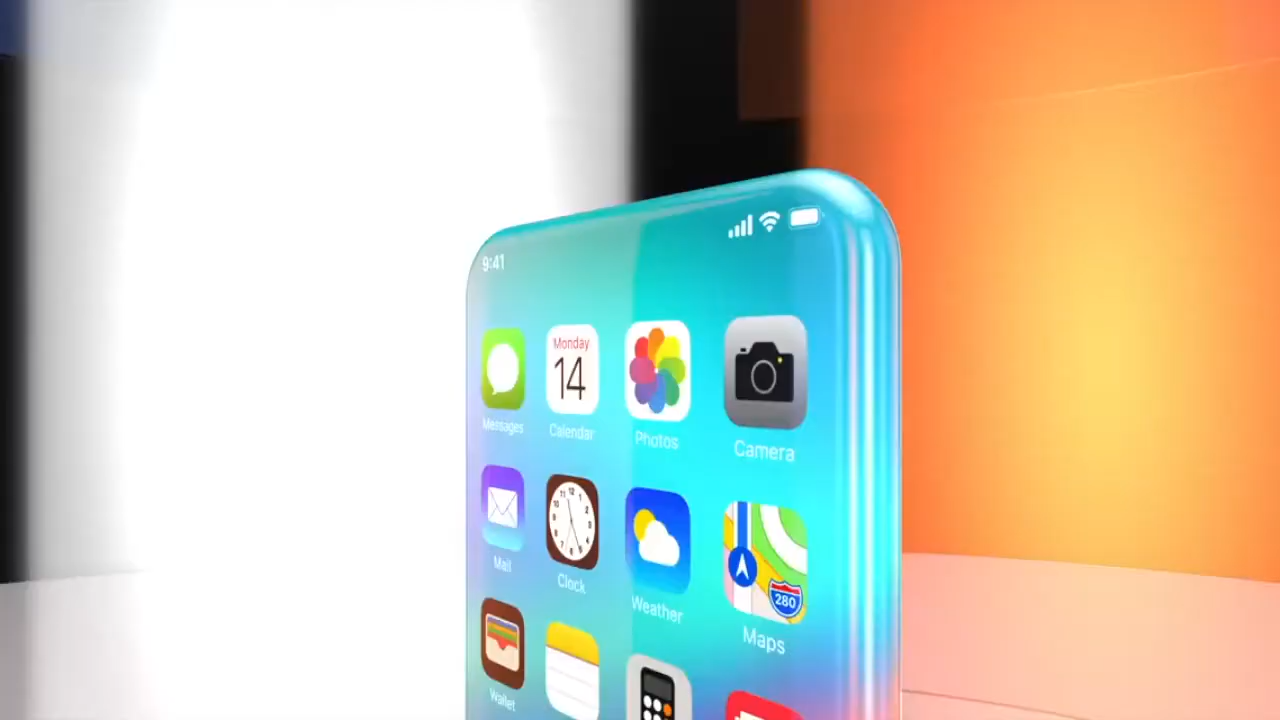 9:41
Monday
14
Messages
Calendar
Photos
Camera
Mail
Clock
Weather
280
Maps
Wallet